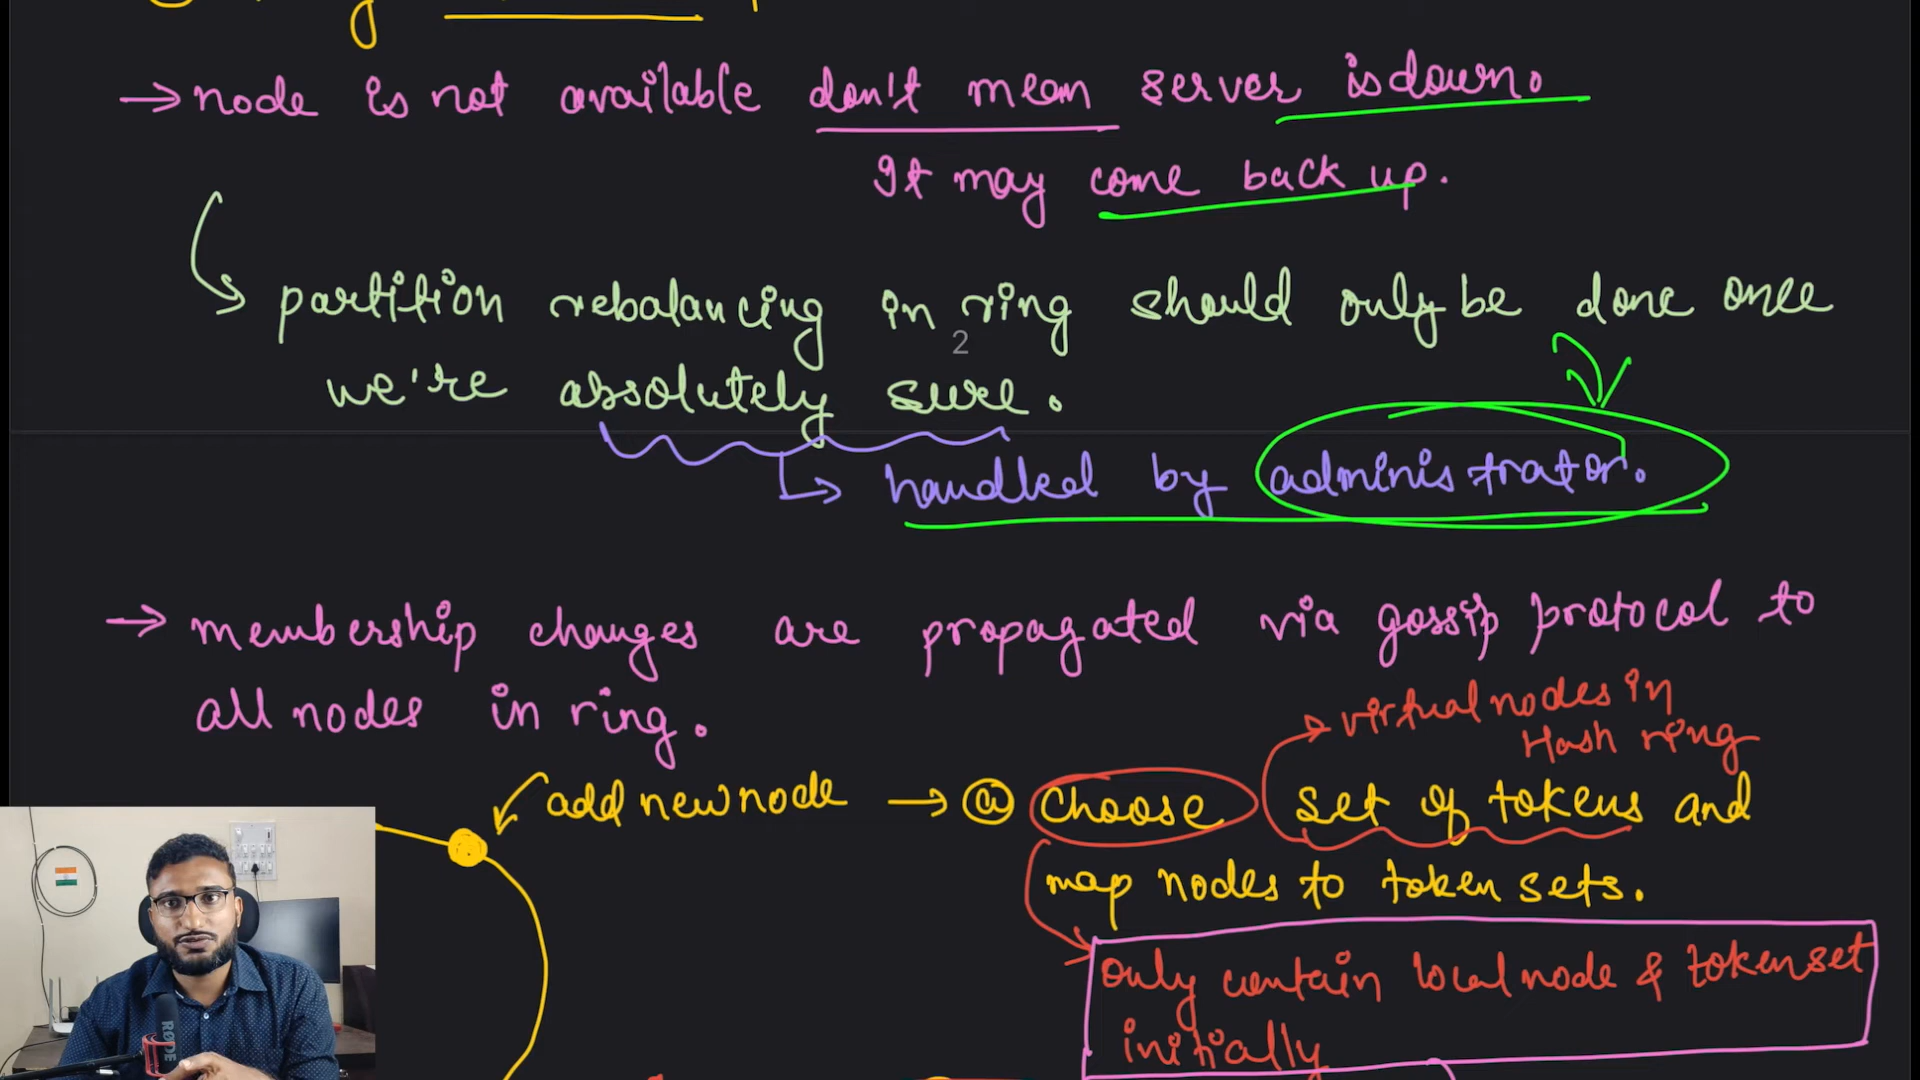 → node is not available don't mean server is down.
It may come back up.
partition rebalancing in ring should only be done once
2
we're absolutely sure.
→ handled by administrator.
→ membership changes are propagated via gossip protocol to
all nodes in ring.
virtual nodes in
Hash ring
add new node → ⓐ choose set of tokens and
map nodes to token sets.
only contain local node & tokenset
initially
RØDE